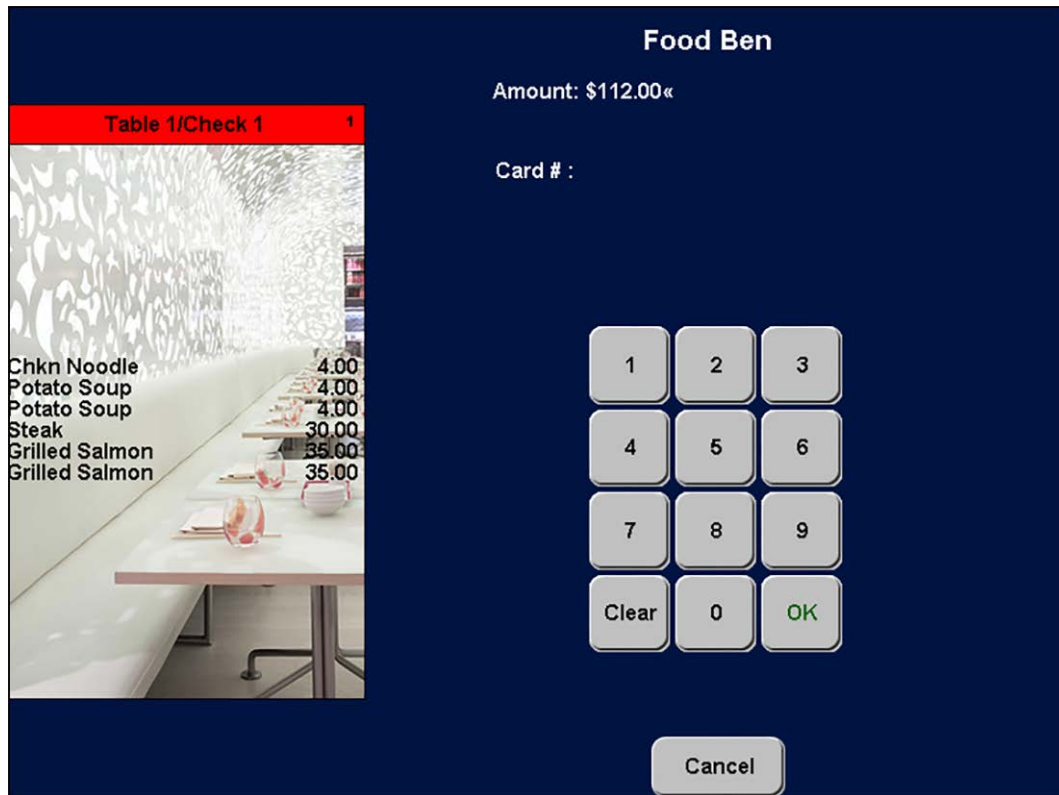 Food Ben
Amount: $112.00«
Table 1/Check 1 1
Card # :
Chkn Noodle 4.00
Potato Soup 4.00
Potato Soup 4.00
Steak 30.00
Grilled Salmon 35.00
Grilled Salmon 35.00
1 2 3
4 5 6
7 8 9
Clear 0 OK
Cancel